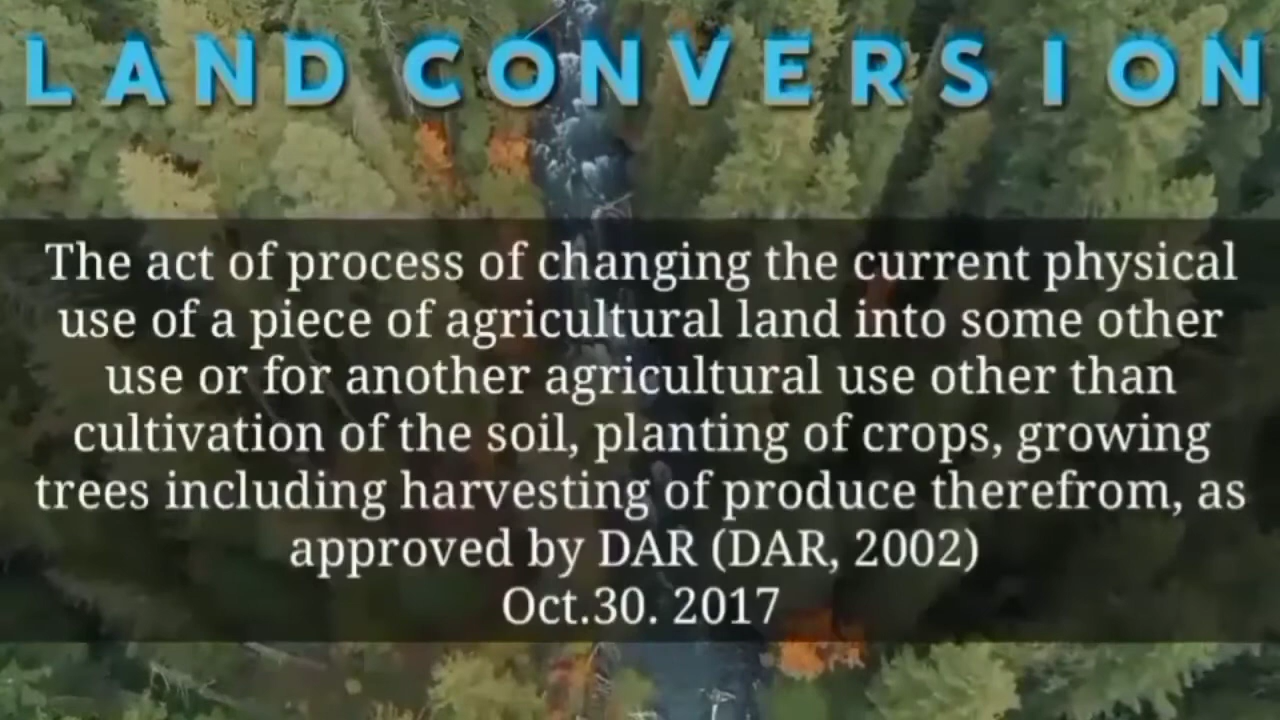 LAND CONVERSION
The act of process of changing the current physical
use of a piece of agricultural land into some other
use or for another agricultural use other than
cultivation of the soil, planting of crops, growing
trees including harvesting of produce therefrom, as
approved by DAR (DAR, 2002)
Oct.30. 2017